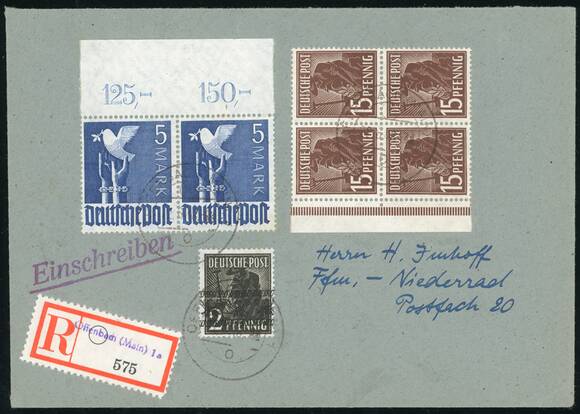 125,- 150,-
5 MARK
Deutsche Post
5 MARK
Deutsche Post
DEUTSCHE POST
15 PFENNIG
DEUTSCHE POST
15 PFENNIG
DEUTSCHE POST
15 PFENNIG
DEUTSCHE POST
15 PFENNIG
Einschreiben
DEUTSCHE POST
2 PFENNIG
Herrn H. Imhoff
Ffm, - Niederrad
Postfach 20
R
Offenbach (Main) 1a
575